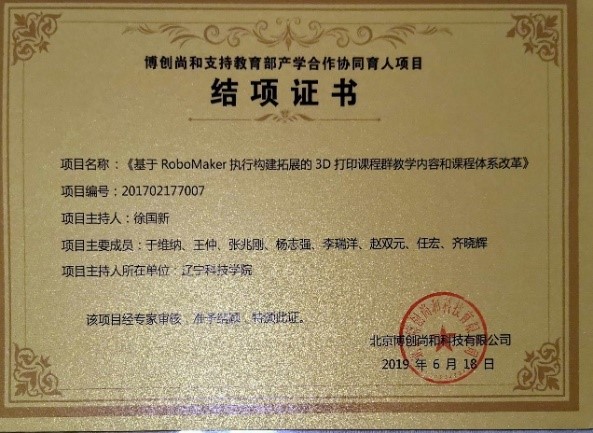 博创尚和支持教育部产学合作协同育人项目
结项证书
项目名称：《基于 RoboMaker 执行构建拓展的 3D 打印课程群教学内容和课程体系改革》
项目编号：201702177007
项目主持人：徐国新
项目主要成员：于维纳、王仲、张兆刚、杨志强、李瑞洋、赵双元、任宏、齐晓辉
项目主持人所在单位：辽宁科技学院
该项目经专家审核，准予结项，特颁此证。
北京博创尚和科技有限公司
2019 年 6 月 18 日